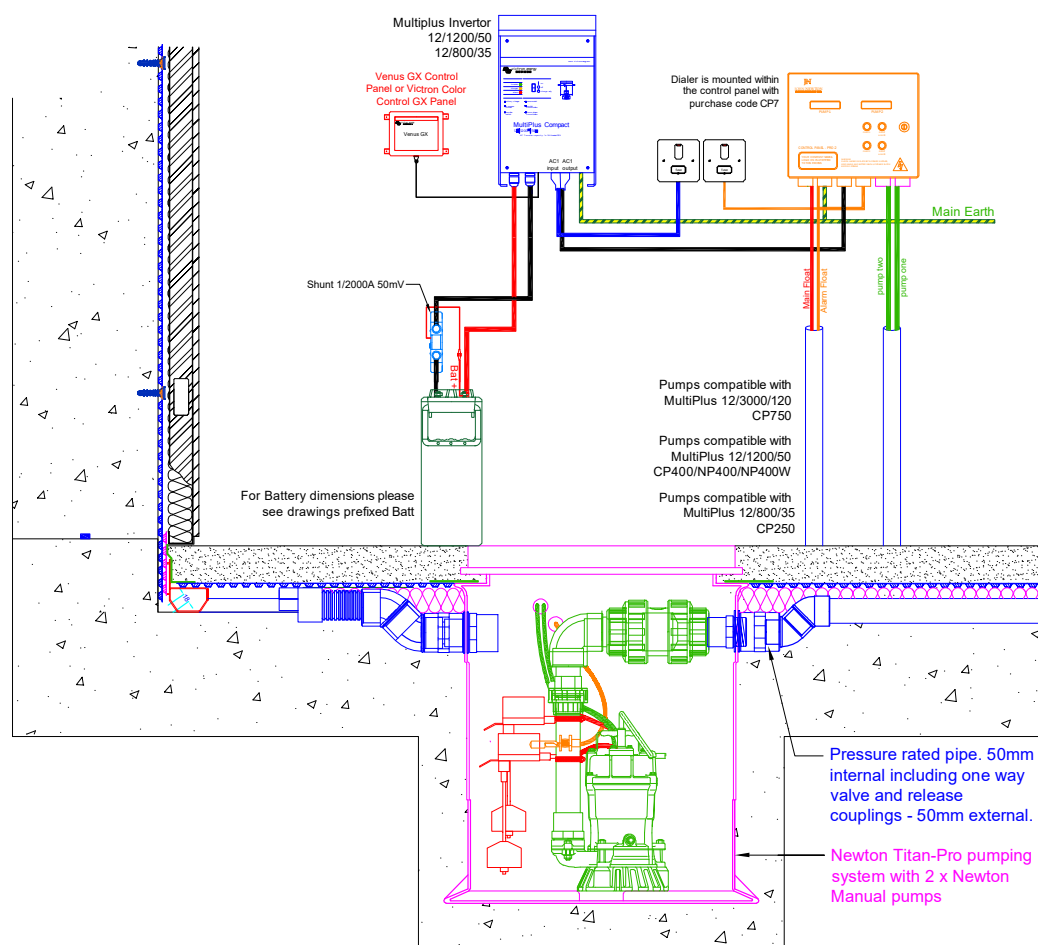 Multiplus Invertor
12/1200/50
12/800/35
Venus GX Control
Panel or Victron Color
Control GX Panel
Venus GX
MultiPlus Compact
AC1 AC1
input output
Dialer is mounted within
the control panel with
purchase code CP7
Main Earth
Main Float
Alarm Float
pump two
pump one
Shunt 1/2000A 50mV
Bat +
Pumps compatible with
MultiPlus 12/3000/120
CP750
Pumps compatible with
MultiPlus 12/1200/50
CP400/NP400/NP400W
Pumps compatible with
MultiPlus 12/800/35
CP250
For Battery dimensions please
see drawings prefixed Batt
Pressure rated pipe. 50mm
internal including one way
valve and release
couplings - 50mm external.
Newton Titan-Pro pumping
system with 2 x Newton
Manual pumps